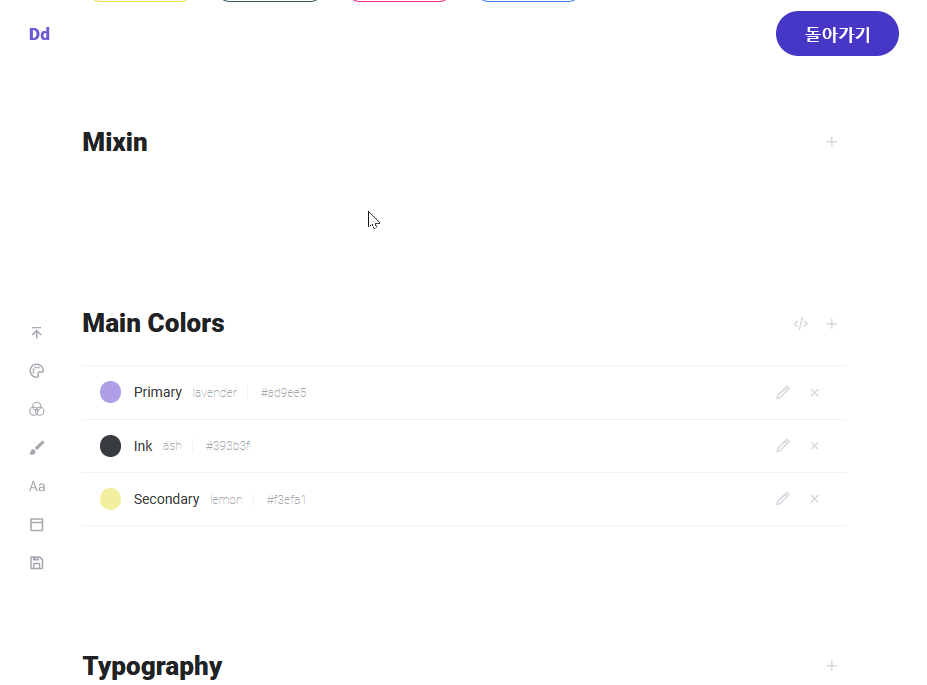 Dd
돌아가기
Mixin
Main Colors
Primary lavender #ad9ee5
Ink ash #393b3f
Secondary lemon #f3efa1
Aa
Typography